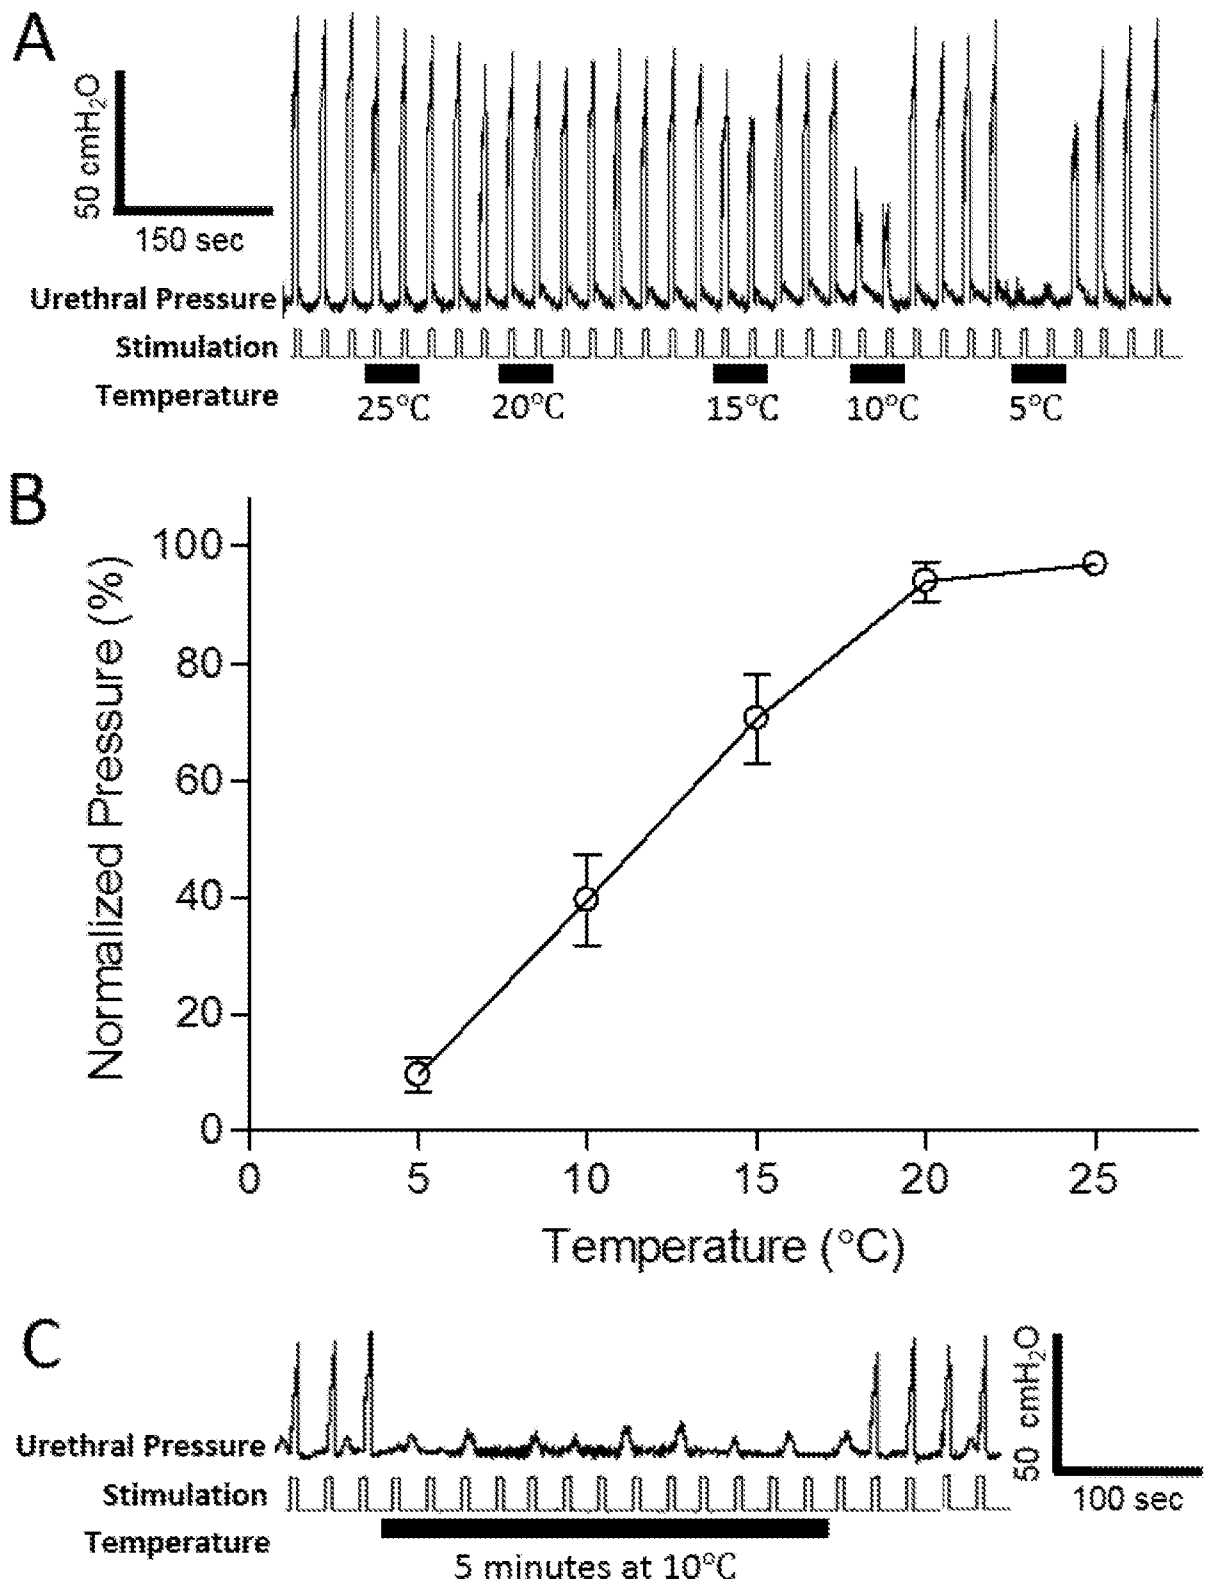 A
50 cmH₂O
150 sec
Urethral Pressure
Stimulation
Temperature
25°C 20°C 15°C 10°C 5°C
B
Normalized Pressure (%)
100
80
60
40
20
0
0 5 10 15 20 25
Temperature (°C)
C
50 cmH₂O
100 sec
Urethral Pressure
Stimulation
Temperature
5 minutes at 10°C